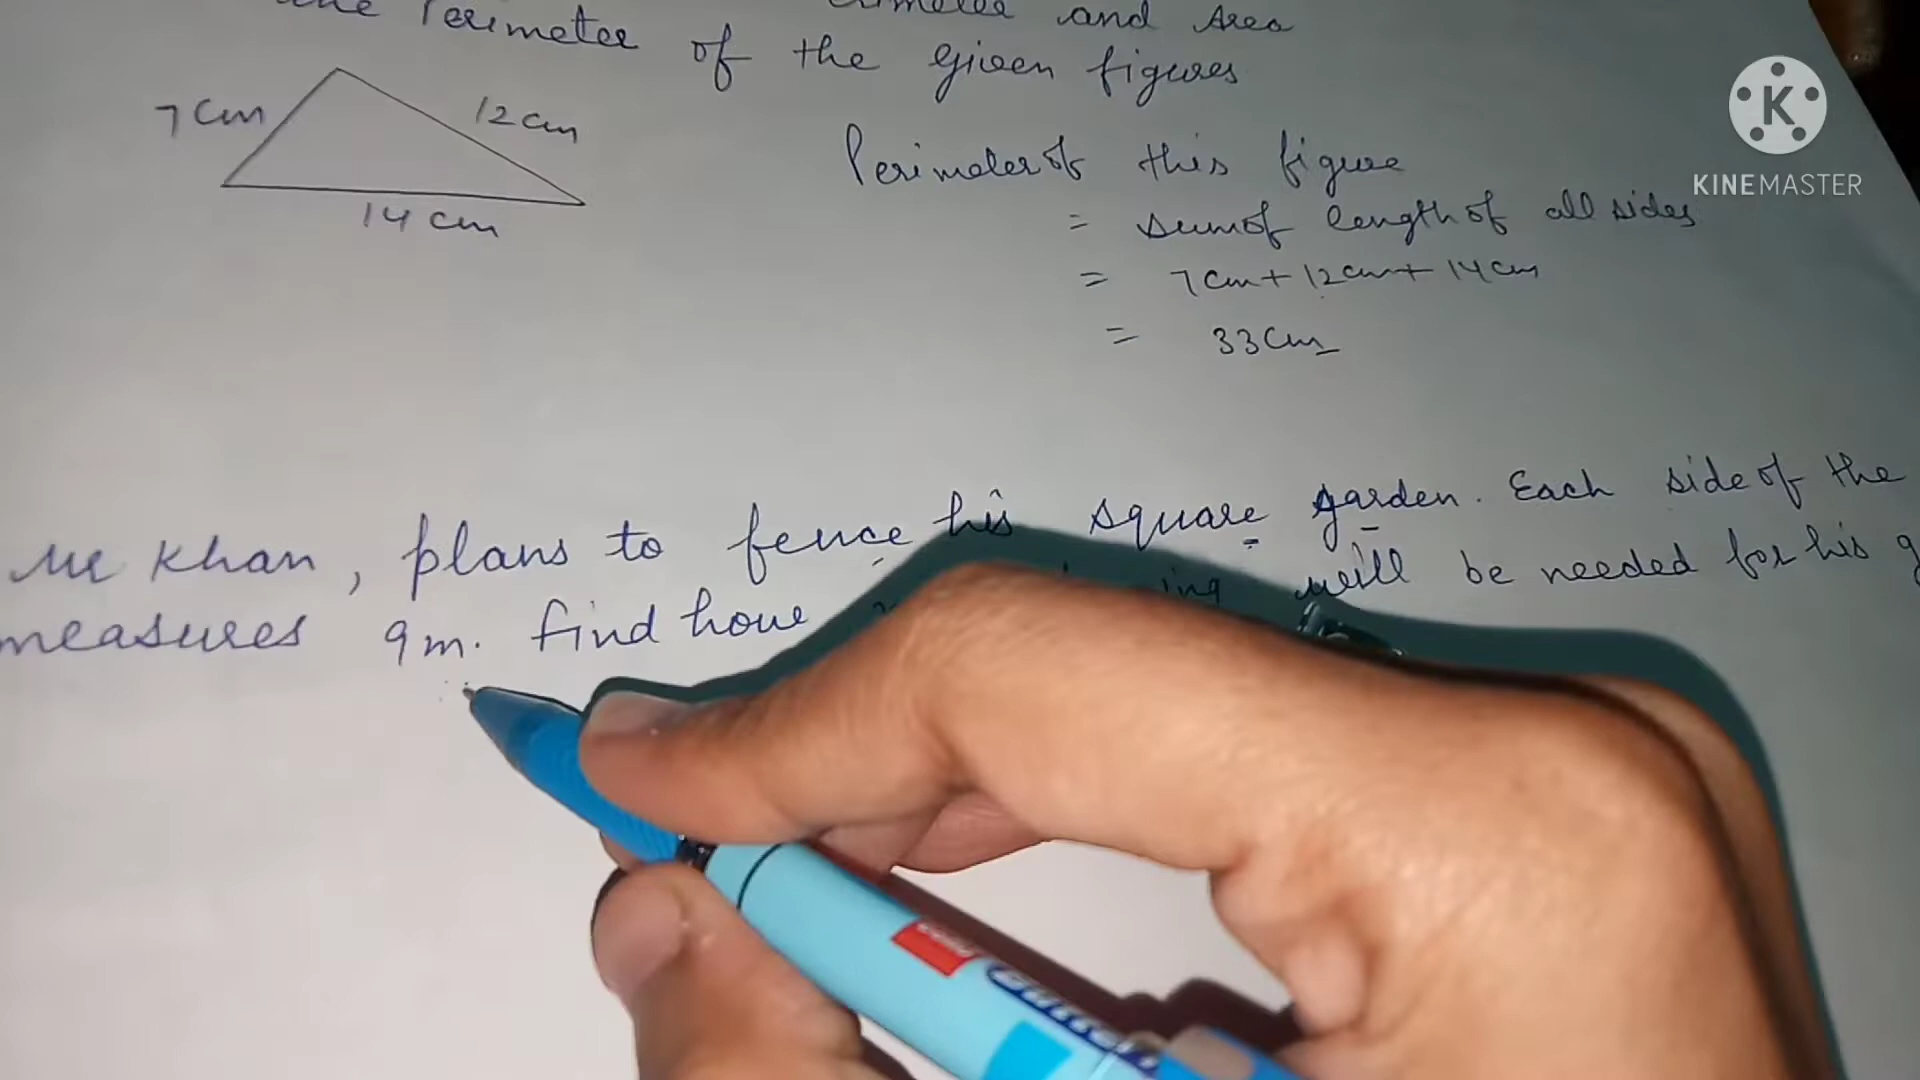 and Area
Perimeter of the given figures
7cm
12cm
14 cm
Perimeter of this figure
= sum of length of all sides
= 7cm + 12cm + 14cm
= 33cm
Mr Khan, plans to fence his square garden. Each side of the
measures 9m. find how will be needed for his
KINEMASTER